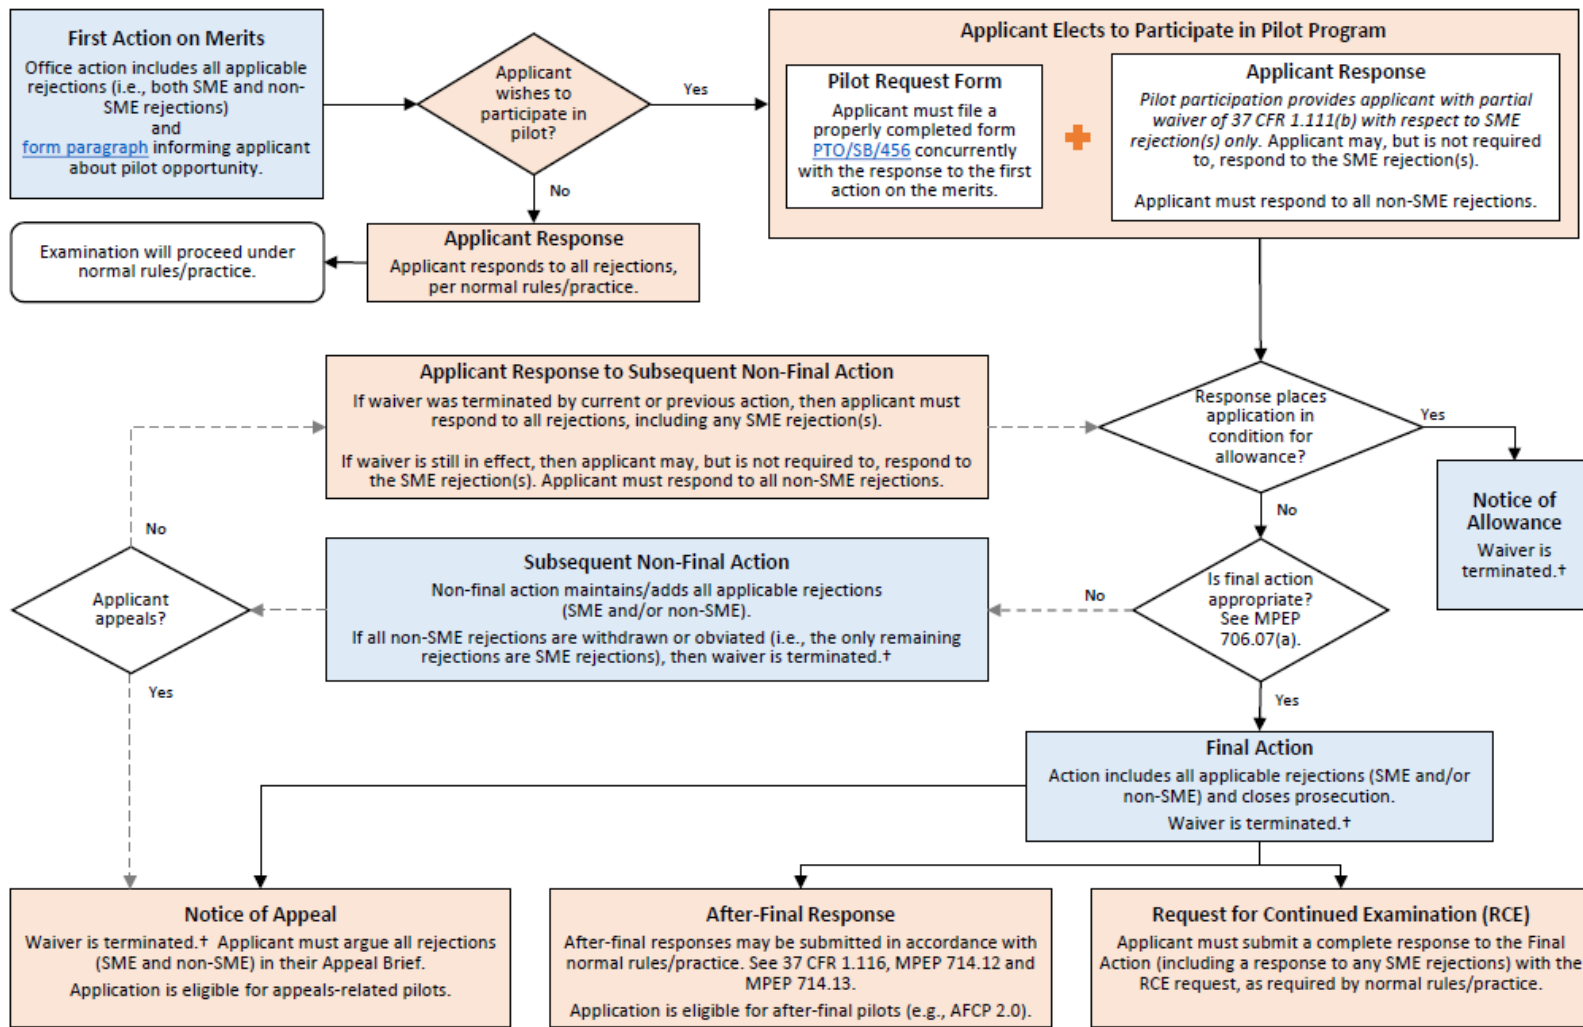 First Action on Merits
Office action includes all applicable
rejections (i.e., both SME and non-
SME rejections)
and
form paragraph informing applicant
about pilot opportunity.
Applicant
wishes to
participate in
pilot?
Yes
No
Applicant Elects to Participate in Pilot Program
Pilot Request Form
Applicant must file a
properly completed form
PTO/SB/456 concurrently
with the response to the first
action on the merits.
Applicant Response
Pilot participation provides applicant with partial
waiver of 37 CFR 1.111(b) with respect to SME
rejection(s) only. Applicant may, but is not required
to, respond to the SME rejection(s).
Applicant must respond to all non-SME rejections.
Applicant Response
Applicant responds to all rejections,
per normal rules/practice.
Examination will proceed under
normal rules/practice.
Applicant Response to Subsequent Non-Final Action
If waiver was terminated by current or previous action, then applicant must
respond to all rejections, including any SME rejection(s).
If waiver is still in effect, then applicant may, but is not required to, respond to
the SME rejection(s). Applicant must respond to all non-SME rejections.
Response places
application in
condition for
allowance?
Yes
No
Notice of
Allowance
Waiver is
terminated.†
Is final action
appropriate?
See MPEP
706.07(a).
No
Yes
Subsequent Non-Final Action
Non-final action maintains/adds all applicable rejections
(SME and/or non-SME).
If all non-SME rejections are withdrawn or obviated (i.e., the only remaining
rejections are SME rejections), then waiver is terminated.†
Applicant
appeals?
No
Yes
Final Action
Action includes all applicable rejections (SME and/or
non-SME) and closes prosecution.
Waiver is terminated.†
Notice of Appeal
Waiver is terminated.† Applicant must argue all rejections
(SME and non-SME) in their Appeal Brief.
Application is eligible for appeals-related pilots.
After-Final Response
After-final responses may be submitted in accordance with
normal rules/practice. See 37 CFR 1.116, MPEP 714.12 and
MPEP 714.13.
Application is eligible for after-final pilots (e.g., AFCP 2.0).
Request for Continued Examination (RCE)
Applicant must submit a complete response to the Final
Action (including a response to any SME rejections) with the
RCE request, as required by normal rules/practice.